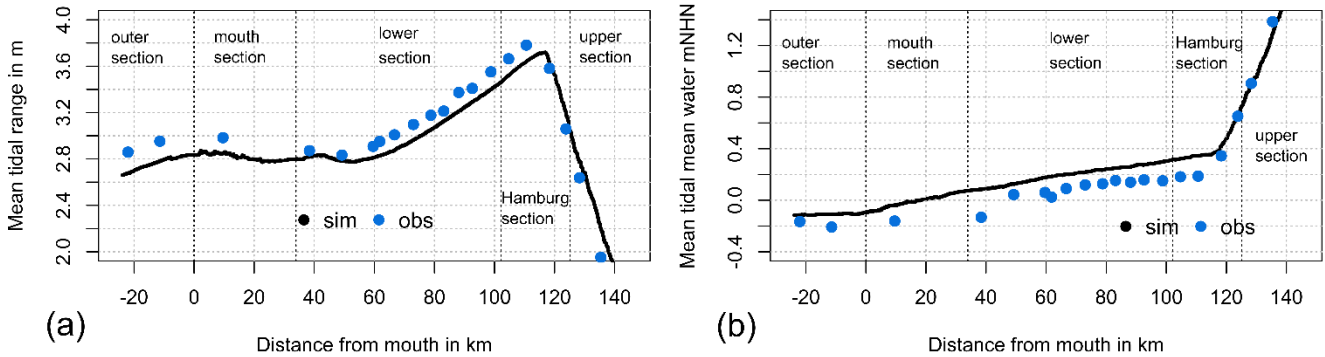 Mean tidal range in m
4.0
3.6
3.2
2.8
2.4
2.0
outer
section
mouth
section
lower
section
upper
section
Hamburg
section
sim
obs
-20
0
20
40
60
80
100
120
140
(a)
Distance from mouth in km
Mean tidal mean water mNHN
1.2
0.8
0.4
0.0
-0.4
outer
section
mouth
section
lower
section
Hamburg
section
upper
section
sim
obs
-20
0
20
40
60
80
100
120
140
(b)
Distance from mouth in km